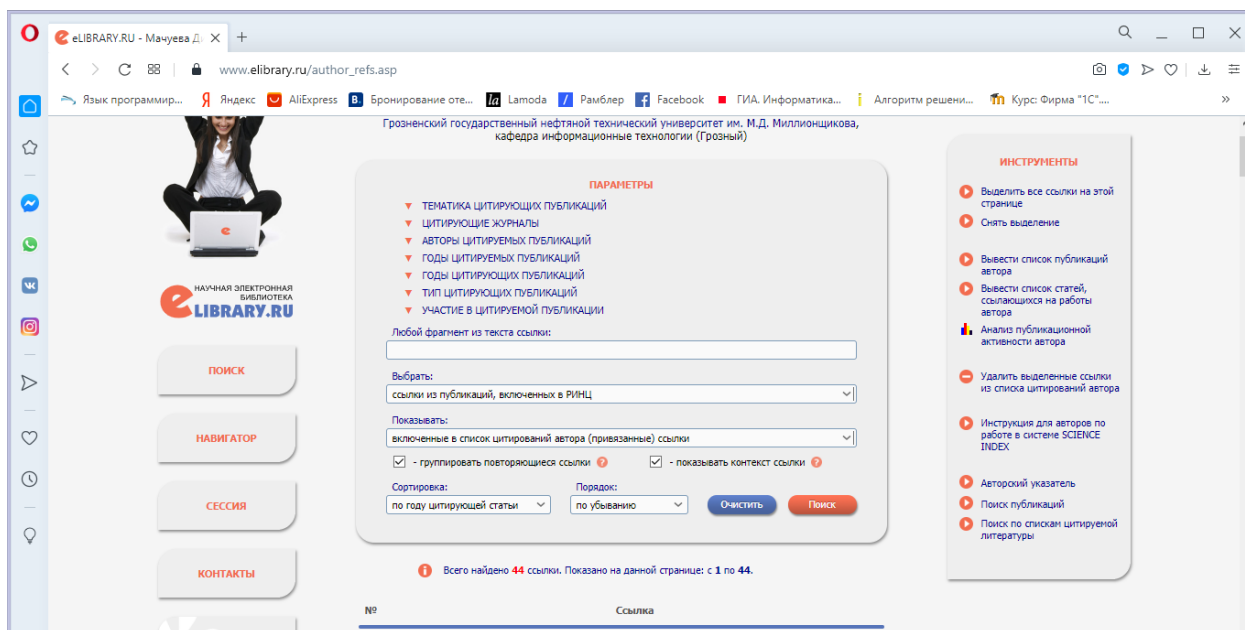 eLIBRARY.RU - Мачуева Д
www.elibrary.ru/author_refs.asp
Язык программир... Яндекс AliExpress Бронирование оте... Lamoda Рамблер Facebook ГИА. Информатика... Алгоритм решени... Курс: Фирма "1С"....
Грозненский государственный нефтяной технический университет им. М.Д. Миллионщикова,
кафедра информационные технологии (Грозный)
НАУЧНАЯ ЭЛЕКТРОННАЯ
БИБЛИОТЕКА
eLIBRARY.RU
ПОИСК
НАВИГАТОР
СЕССИЯ
КОНТАКТЫ
ПАРАМЕТРЫ
ТЕМАТИКА ЦИТИРУЮЩИХ ПУБЛИКАЦИЙ
ЦИТИРУЮЩИЕ ЖУРНАЛЫ
АВТОРЫ ЦИТИРУЕМЫХ ПУБЛИКАЦИЙ
ГОДЫ ЦИТИРУЕМЫХ ПУБЛИКАЦИЙ
ГОДЫ ЦИТИРУЮЩИХ ПУБЛИКАЦИЙ
ТИП ЦИТИРУЮЩИХ ПУБЛИКАЦИЙ
УЧАСТИЕ В ЦИТИРУЕМОЙ ПУБЛИКАЦИИ
Любой фрагмент из текста ссылки:
Выбрать:
ссылки из публикаций, включенных в РИНЦ
Показывать:
включенные в список цитирований автора (привязанные) ссылки
- группировать повторяющиеся ссылки ? - показывать контекст ссылки ?
Сортировка: Порядок:
по году цитирующей статьи по убыванию Очистить Поиск
Всего найдено 44 ссылки. Показано на данной странице: с 1 по 44.
№ Ссылка
ИНСТРУМЕНТЫ
Выделить все ссылки на этой
странице
Снять выделение
Вывести список публикаций
автора
Вывести список статей,
ссылающихся на работы
автора
Анализ публикационной
активности автора
Удалить выделенные ссылки
из списка цитирований автора
Инструкция для авторов по
работе в системе SCIENCE
INDEX
Авторский указатель
Поиск публикаций
Поиск по спискам цитируемой
литературы